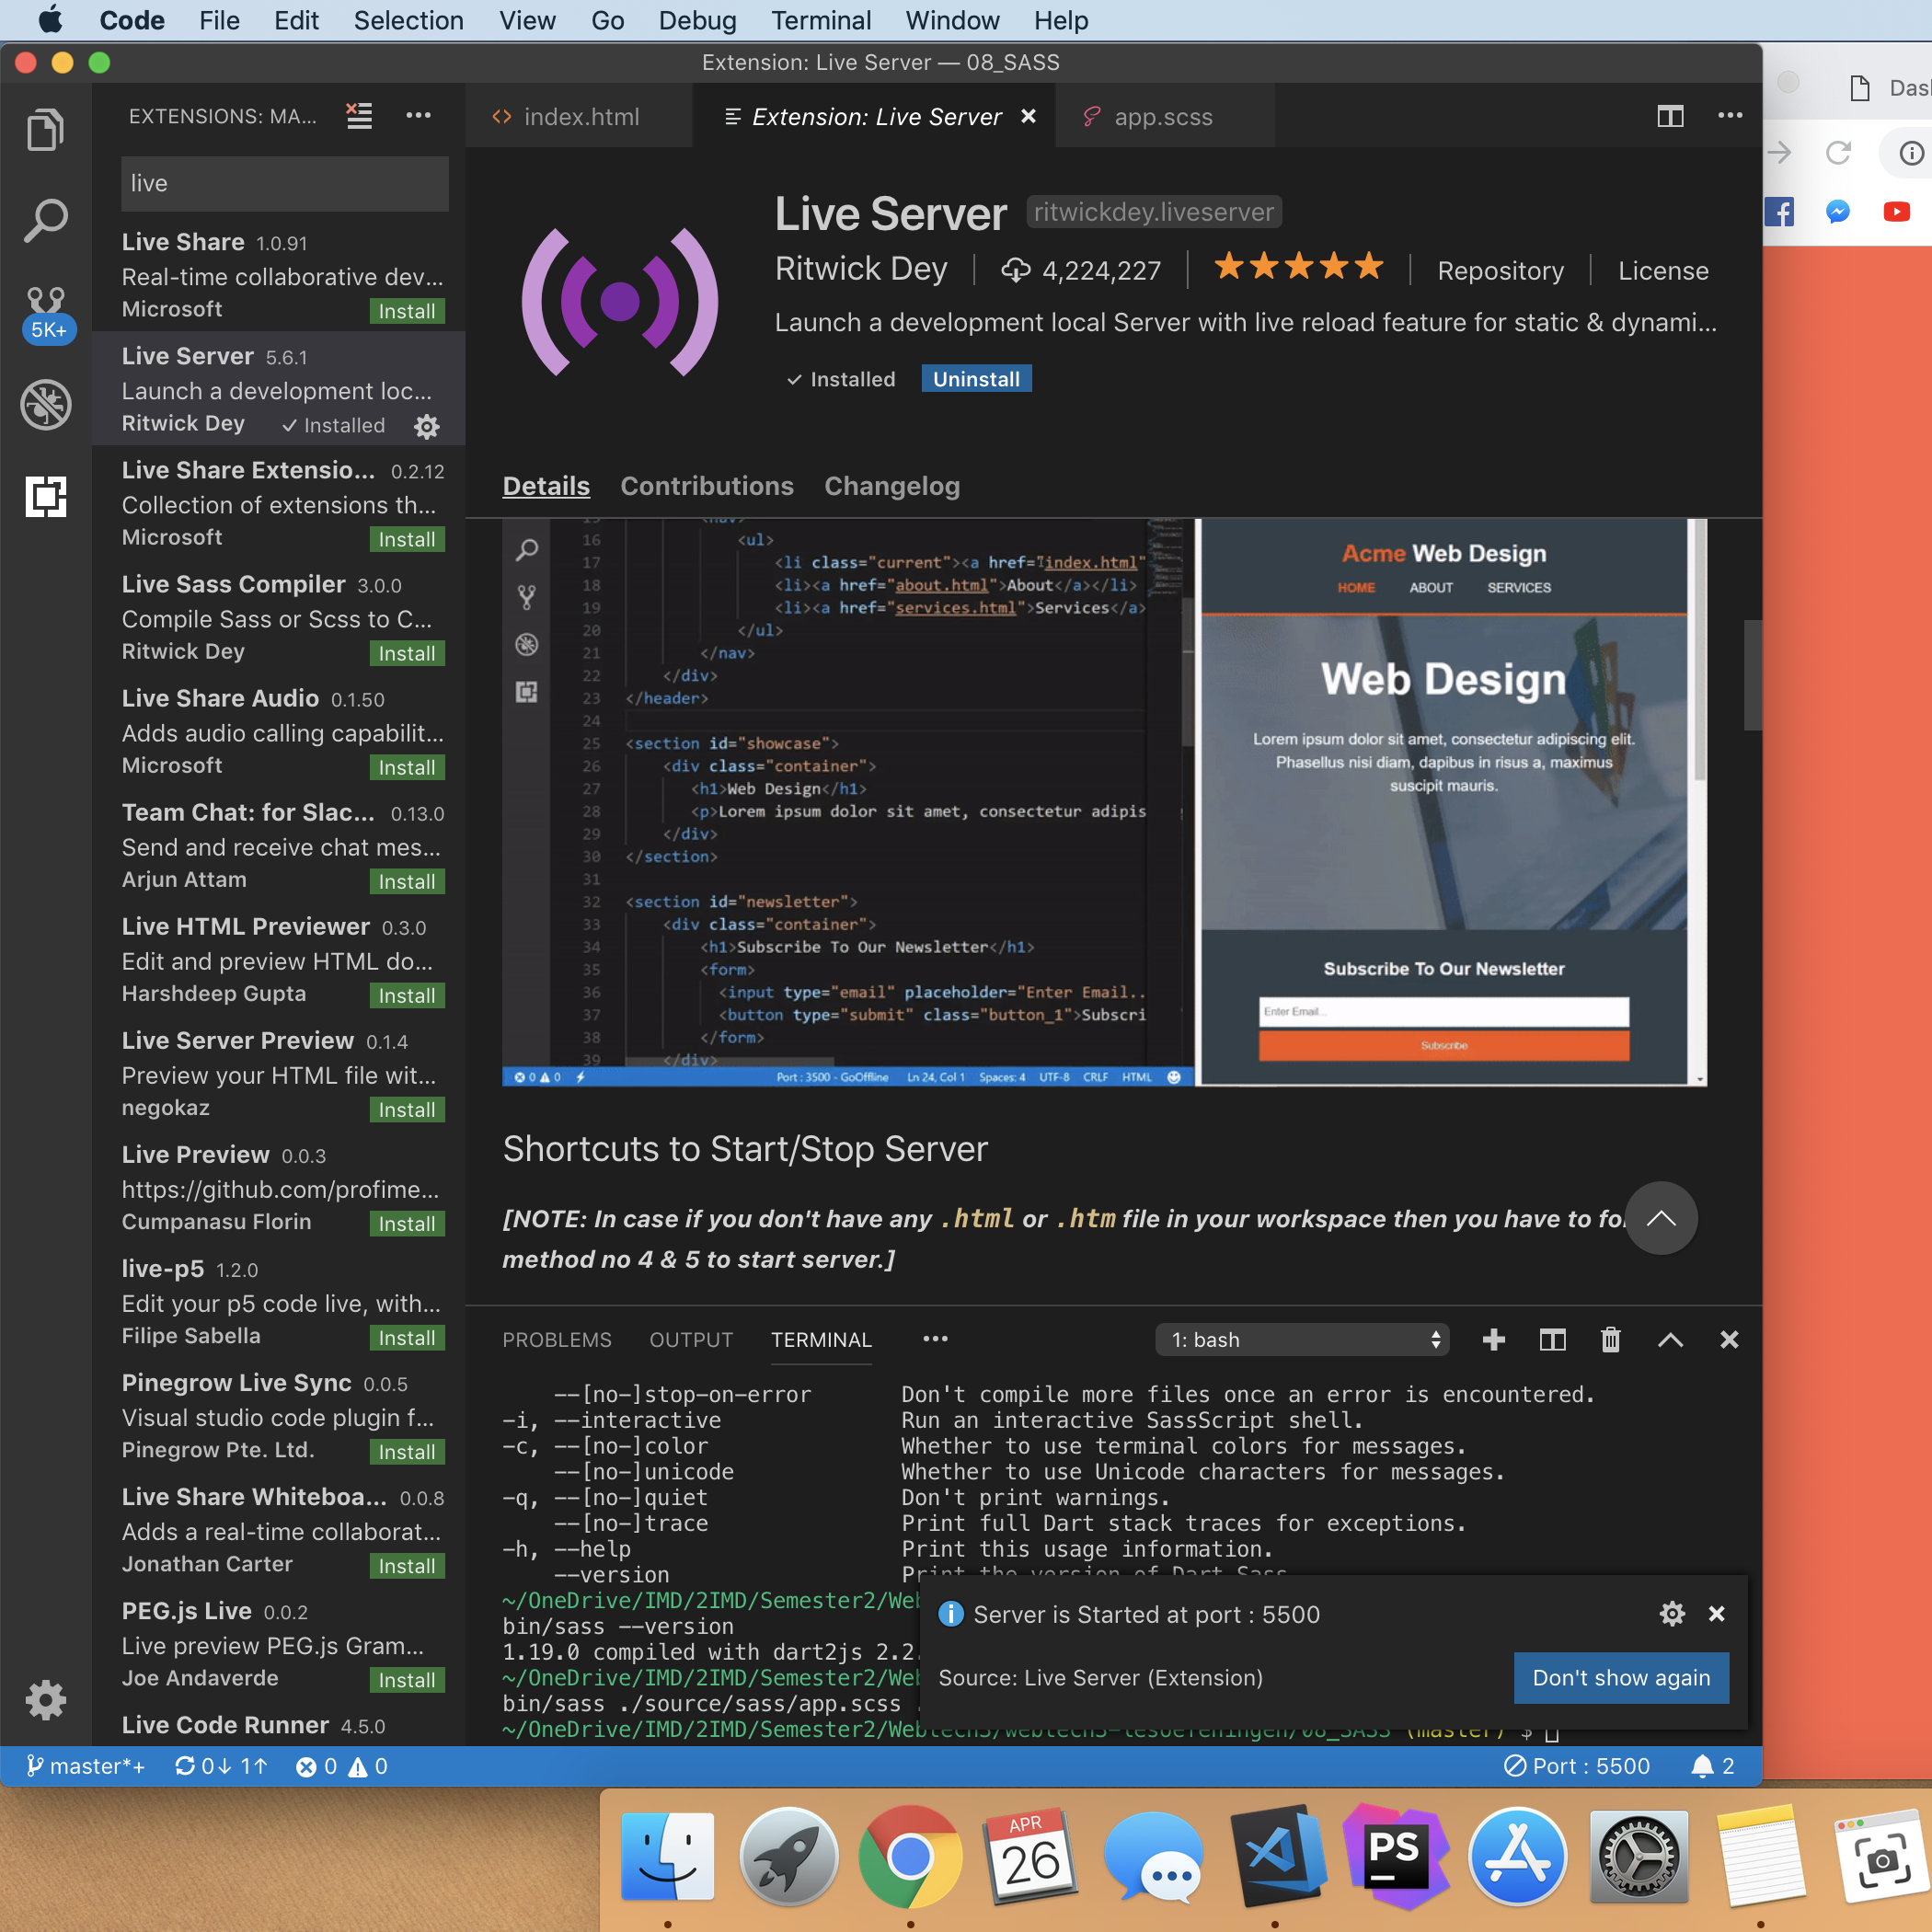 Code File Edit Selection View Go Debug Terminal Window Help
Extension: Live Server — 08_SASS
EXTENSIONS: MA...
index.html
Extension: Live Server
app.scss
live
Live Share 1.0.91
Real-time collaborative dev...
Microsoft Install
Live Server 5.6.1
Launch a development loc...
Ritwick Dey ✓ Installed
Live Share Extensio... 0.2.12
Collection of extensions th...
Microsoft Install
Live Sass Compiler 3.0.0
Compile Sass or Scss to C...
Ritwick Dey Install
Live Share Audio 0.1.50
Adds audio calling capabilit...
Microsoft Install
Team Chat: for Slac... 0.13.0
Send and receive chat mes...
Arjun Attam Install
Live HTML Previewer 0.3.0
Edit and preview HTML do...
Harshdeep Gupta Install
Live Server Preview 0.1.4
Preview your HTML file wit...
negokaz Install
Live Preview 0.0.3
https://github.com/profime...
Cumpanasu Florin Install
live-p5 1.2.0
Edit your p5 code live, with...
Filipe Sabella Install
Pinegrow Live Sync 0.0.5
Visual studio code plugin f...
Pinegrow Pte. Ltd. Install
Live Share Whiteboa... 0.0.8
Adds a real-time collaborat...
Jonathan Carter Install
PEG.js Live 0.0.2
Live preview PEG.js Gram...
Joe Andaverde Install
Live Code Runner 4.5.0
5K+
Live Server ritwickdey.liveserver
Ritwick Dey 4,224,227 ★★★★★ Repository License
Launch a development local Server with live reload feature for static & dynami...
✓ Installed Uninstall
Details Contributions Changelog
16 <ul>
17 <li class="current"><a href="index.html"
18 <li><a href="about.html">About</a></li>
19 <li><a href="services.html">Services</a>
20 </ul>
21 </nav>
22 </div>
23 </header>
24
25 <section id="showcase">
26 <div class="container">
27 <h1>Web Design</h1>
28 <p>Lorem ipsum dolor sit amet, consectetur adipis
29 </div>
30 </section>
31
32 <section id="newsletter">
33 <div class="container">
34 <h1>Subscribe To Our Newsletter</h1>
35 <form>
36 <input type="email" placeholder="Enter Email..
37 <button type="submit" class="button_1">Subscri
38 </form>
39 </div>
0 0 Port : 3500 - GoOffline Ln 24, Col 1 Spaces: 4 UTF-8 CRLF HTML
Acme Web Design
HOME ABOUT SERVICES
Web Design
Lorem ipsum dolor sit amet, consectetur adipiscing elit.
Phasellus nisi diam, dapibus in risus a, maximus
suscipit mauris.
Subscribe To Our Newsletter
Enter Email...
Subscribe
Shortcuts to Start/Stop Server
[NOTE: In case if you don't have any .html or .htm file in your workspace then you have to fo
method no 4 & 5 to start server.]
PROBLEMS OUTPUT TERMINAL ••• 1: bash
--[no-]stop-on-error Don't compile more files once an error is encountered.
-i, --interactive Run an interactive SassScript shell.
-c, --[no-]color Whether to use terminal colors for messages.
--[no-]unicode Whether to use Unicode characters for messages.
-q, --[no-]quiet Don't print warnings.
--[no-]trace Print full Dart stack traces for exceptions.
-h, --help Print this usage information.
--version Print the version of Dart Sass
~/OneDrive/IMD/2IMD/Semester2/Web
bin/sass --version
1.19.0 compiled with dart2js 2.2.
~/OneDrive/IMD/2IMD/Semester2/Web
bin/sass ./source/sass/app.scss
~/OneDrive/IMD/2IMD/Semester2/Webtech3/webtech3-lesoefeningen/08_SASS (master) $
Server is Started at port : 5500
Source: Live Server (Extension)
Don't show again
master*+ 0↓ 1↑ 0 0 Port : 5500 2
Das
APR
26
PS